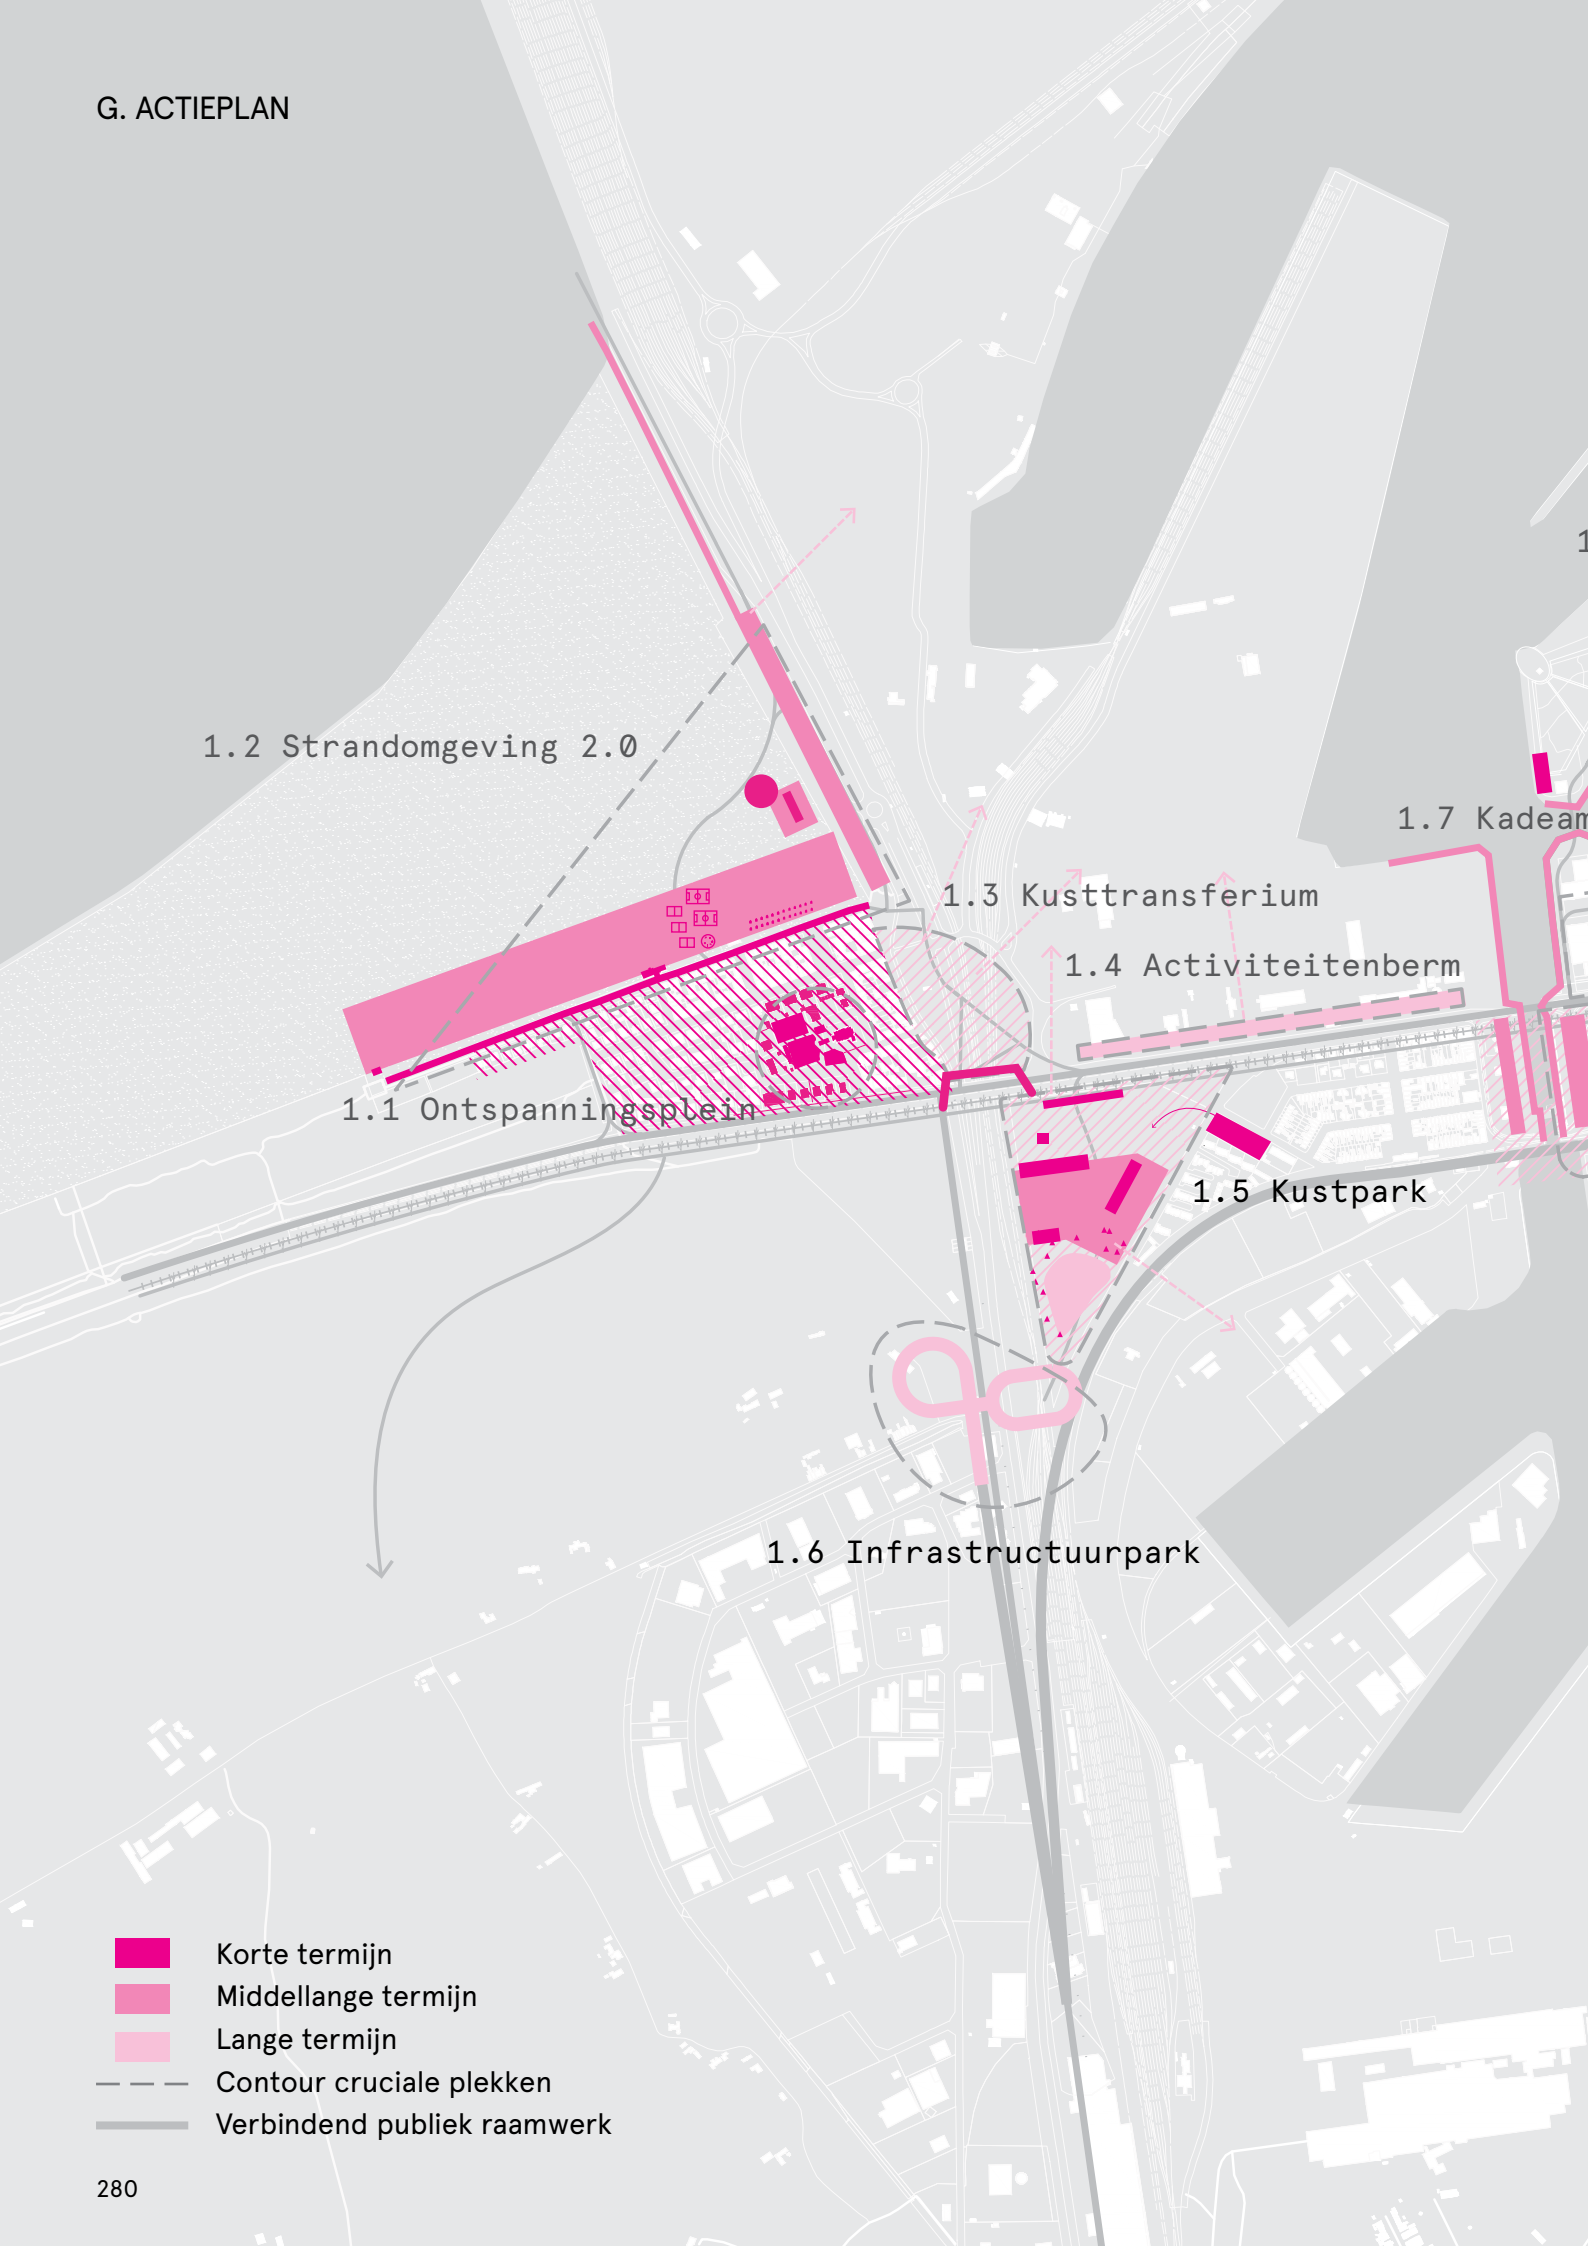 G. ACTIEPLAN
1.2 Strandomgeving 2.0
1.7 Kadeam
1.3 Kusttransferium
1.4 Activiteitenberm
1.1 Ontspanningsplein
1.5 Kustpark
1.6 Infrastructuurpark
Korte termijn
Middellange termijn
Lange termijn
Contour cruciale plekken
Verbindend publiek raamwerk
280